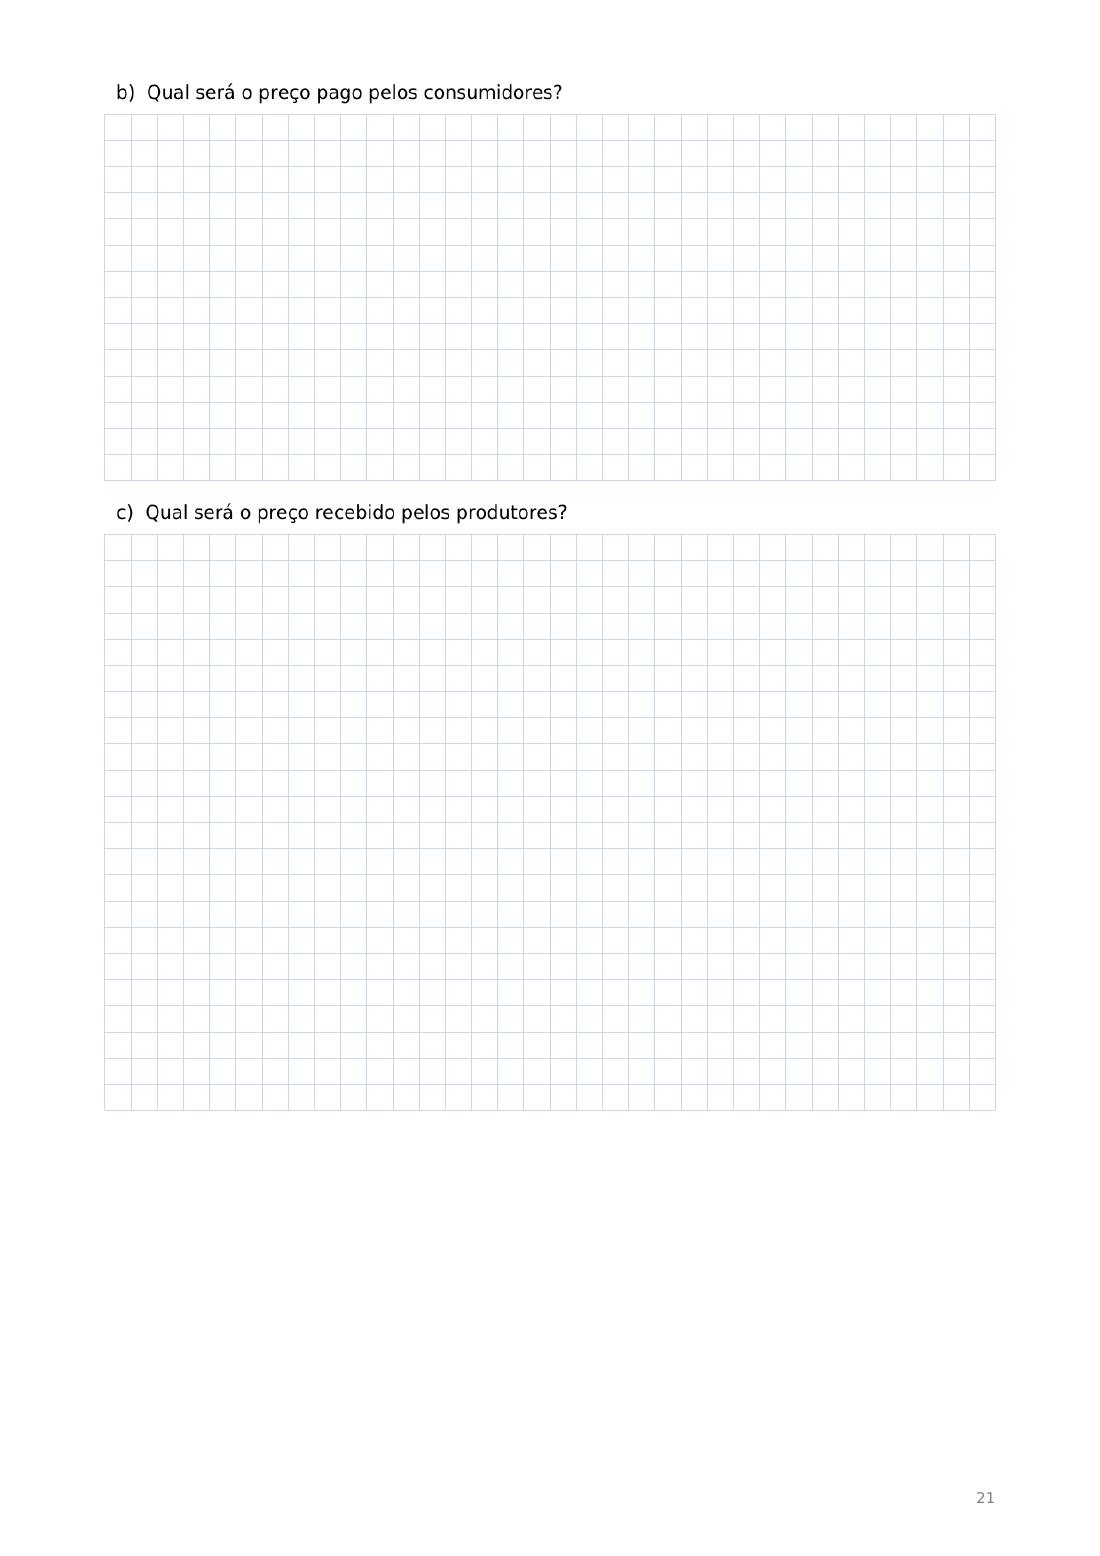 b) Qual será o preço pago pelos consumidores?
c) Qual será o preço recebido pelos produtores?
21